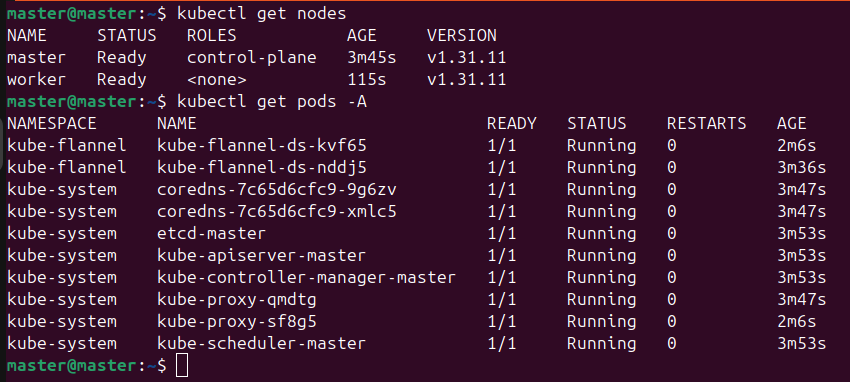 master@master:~$ kubectl get nodes
NAME     STATUS   ROLES           AGE     VERSION
master   Ready    control-plane   3m45s   v1.31.11
worker   Ready    <none>          115s    v1.31.11
master@master:~$ kubectl get pods -A
NAMESPACE      NAME                             READY   STATUS    RESTARTS   AGE
kube-flannel   kube-flannel-ds-kvf65            1/1     Running   0          2m6s
kube-flannel   kube-flannel-ds-nddj5            1/1     Running   0          3m36s
kube-system    coredns-7c65d6cfc9-9g6zv         1/1     Running   0          3m47s
kube-system    coredns-7c65d6cfc9-xmlc5         1/1     Running   0          3m47s
kube-system    etcd-master                      1/1     Running   0          3m53s
kube-system    kube-apiserver-master            1/1     Running   0          3m53s
kube-system    kube-controller-manager-master   1/1     Running   0          3m53s
kube-system    kube-proxy-qmdtg                 1/1     Running   0          3m47s
kube-system    kube-proxy-sf8g5                 1/1     Running   0          2m6s
kube-system    kube-scheduler-master            1/1     Running   0          3m53s
master@master:~$